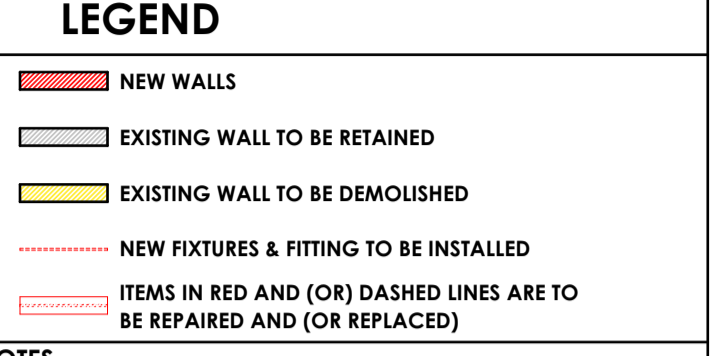 LEGEND
NEW WALLS
EXISTING WALL TO BE RETAINED
EXISTING WALL TO BE DEMOLISHED
NEW FIXTURES & FITTING TO BE INSTALLED
ITEMS IN RED AND (OR) DASHED LINES ARE TO
BE REPAIRED AND (OR REPLACED)